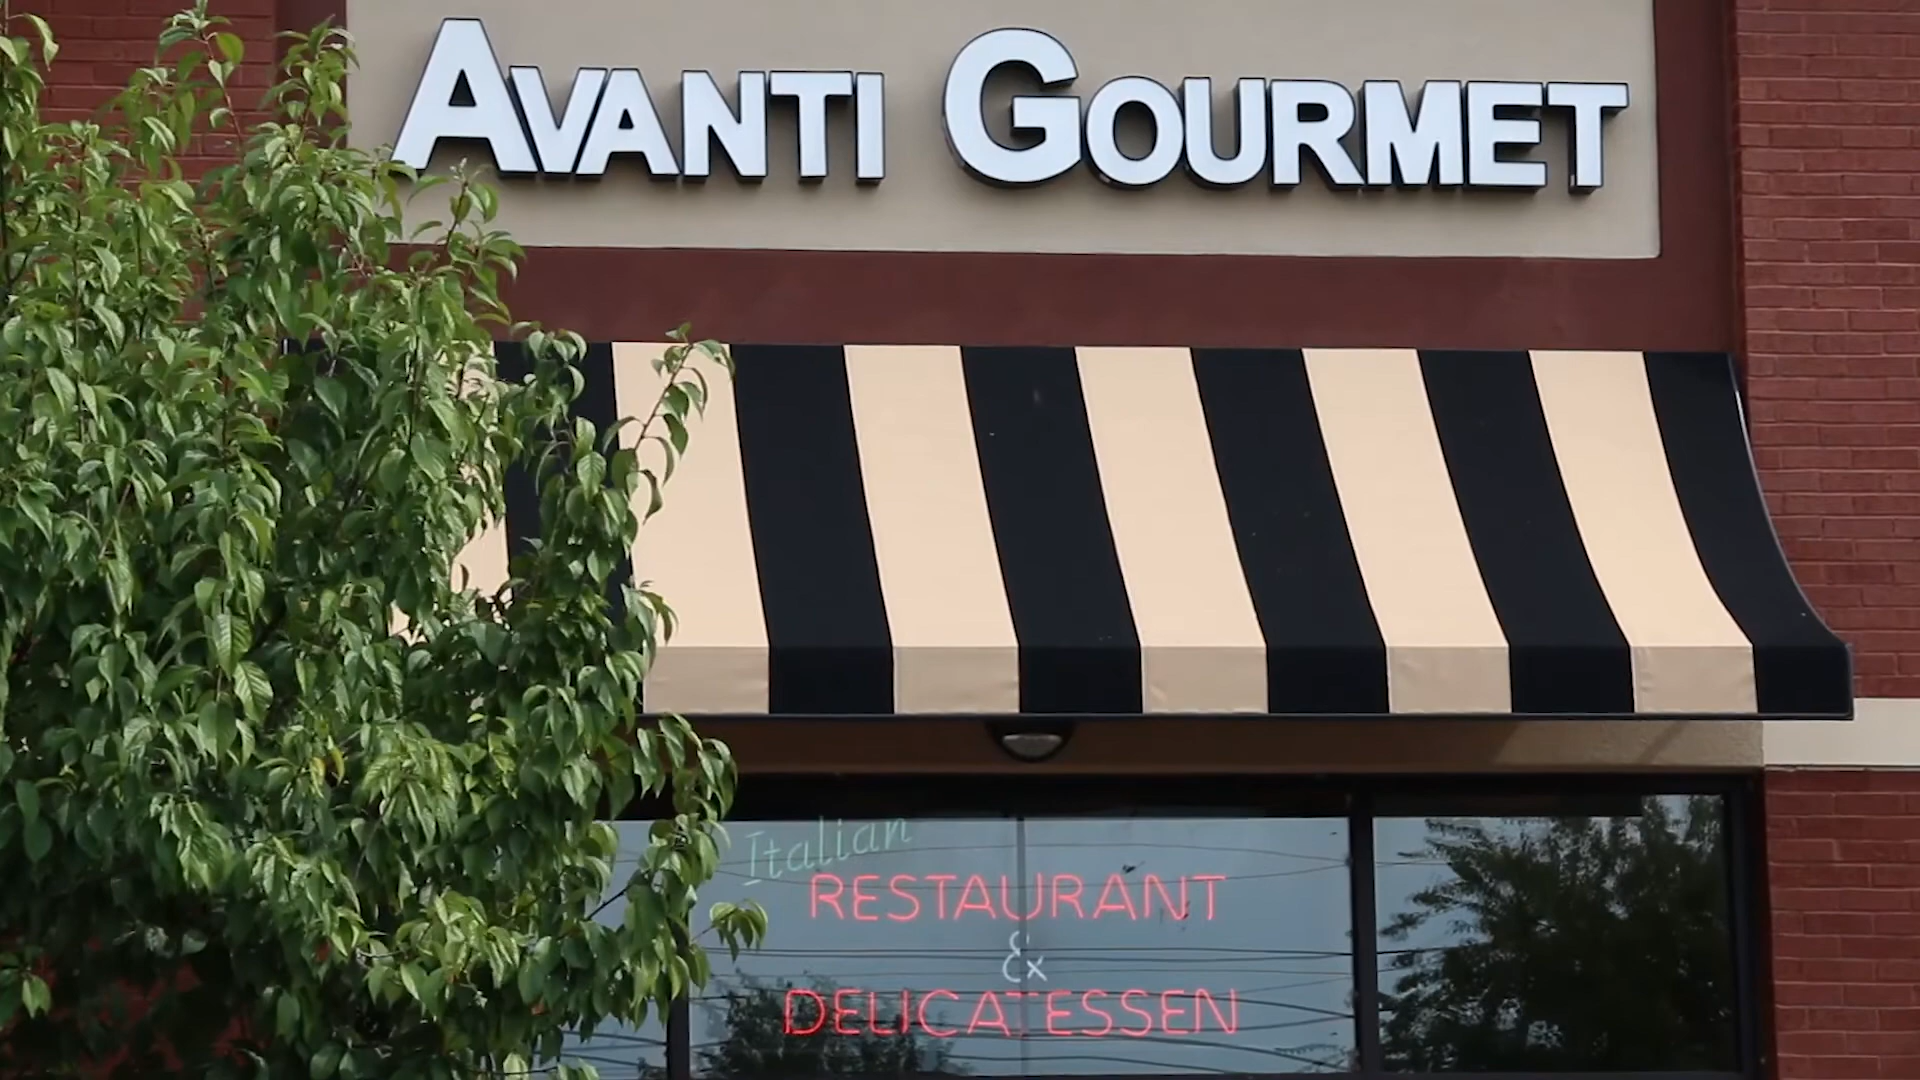 AVANTI GOURMET
Italian
RESTAURANT
&
DELICATESSEN